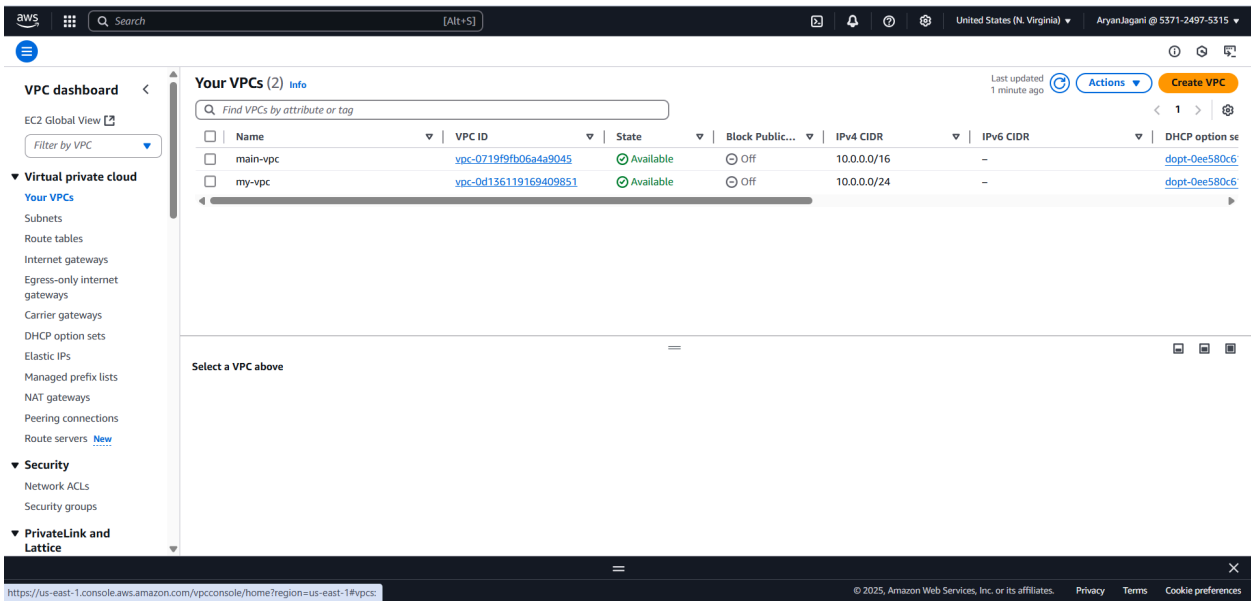 aws
Search
[Alt+S]
United States (N. Virginia)
AryanJagani @ 5371-2497-5315
VPC dashboard
EC2 Global View
Filter by VPC
Virtual private cloud
Your VPCs
Subnets
Route tables
Internet gateways
Egress-only internet
gateways
Carrier gateways
DHCP option sets
Elastic IPs
Managed prefix lists
NAT gateways
Peering connections
Route servers New
Security
Network ACLs
Security groups
PrivateLink and
Lattice
Your VPCs (2) Info
Last updated
1 minute ago
Actions
Create VPC
Find VPCs by attribute or tag
1
Name VPC ID State Block Public... IPv4 CIDR IPv6 CIDR DHCP option se
main-vpc vpc-0719f9fb06a4a9045 Available Off 10.0.0.0/16 – dopt-0ee580c6
my-vpc vpc-0d136119169409851 Available Off 10.0.0.0/24 – dopt-0ee580c6
Select a VPC above
https://us-east-1.console.aws.amazon.com/vpcconsole/home?region=us-east-1#vpcs:
© 2025, Amazon Web Services, Inc. or its affiliates. Privacy Terms Cookie preferences